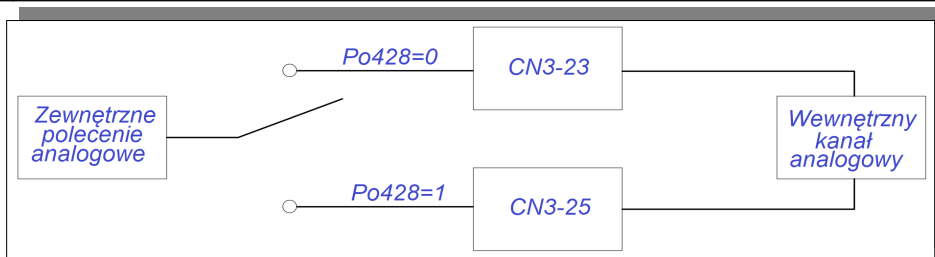 Po428=0
CN3-23
Zewnętrzne
polecenie
analogowe
Wewnętrzny
kanał
analogowy
Po428=1
CN3-25